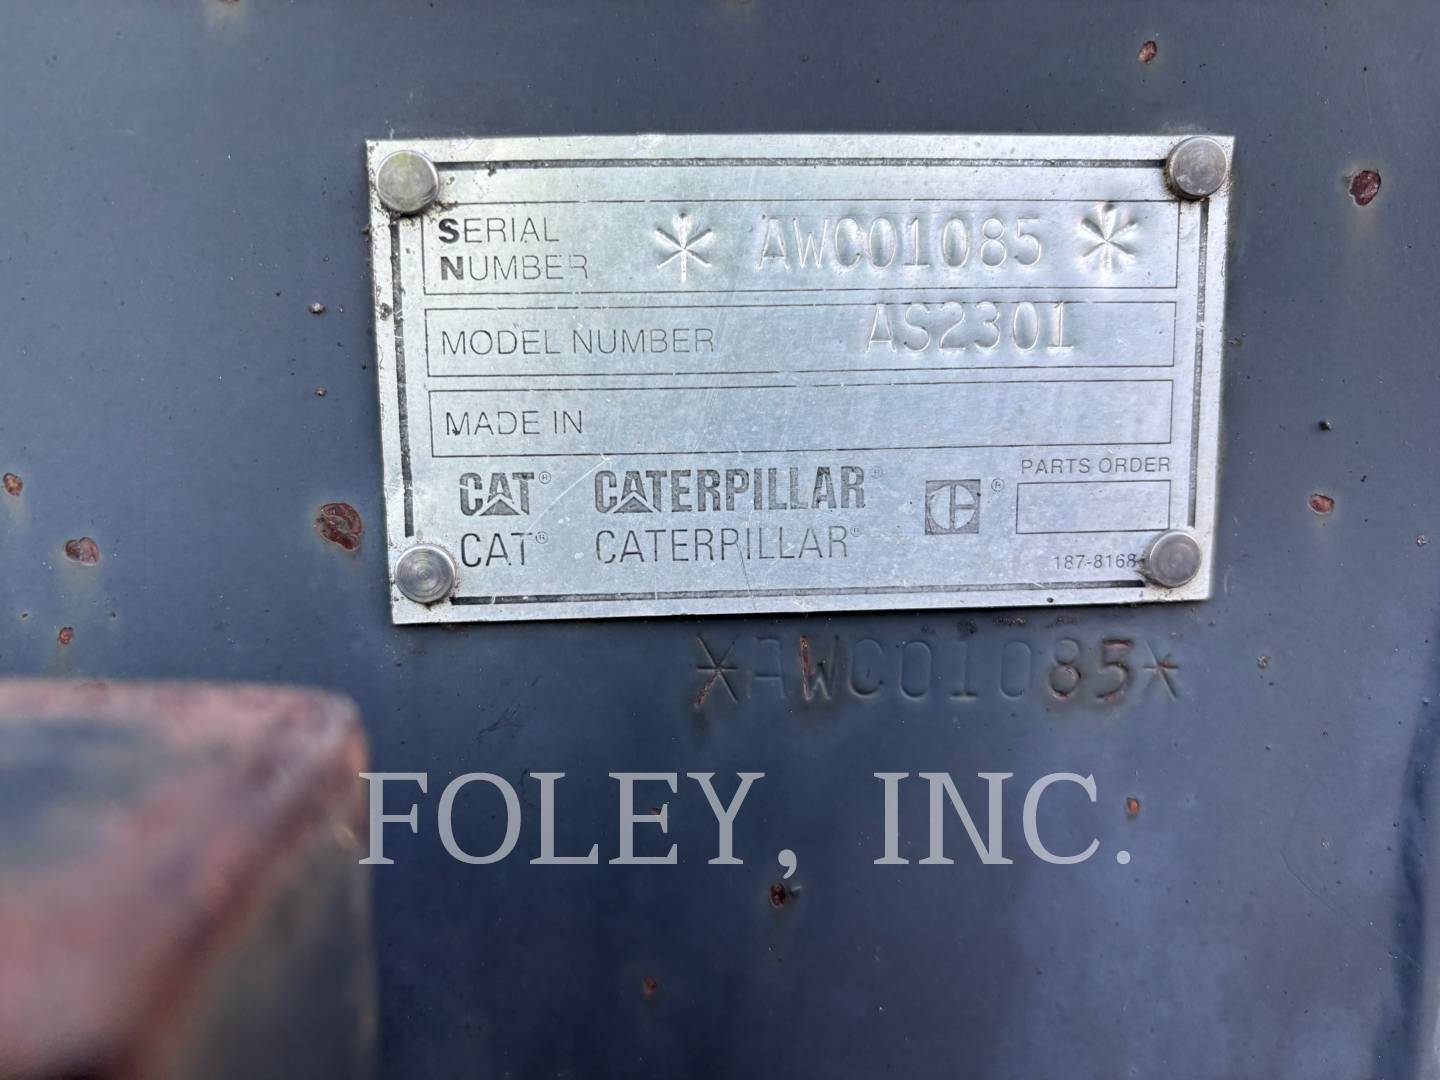 SERIAL
NUMBER
* AWC01085 *
MODEL NUMBER AS2301
MADE IN
CAT® CATERPILLAR®
CAT® CATERPILLAR®
C®
PARTS ORDER
187-8168
*AWC01085*
FOLEY, INC.